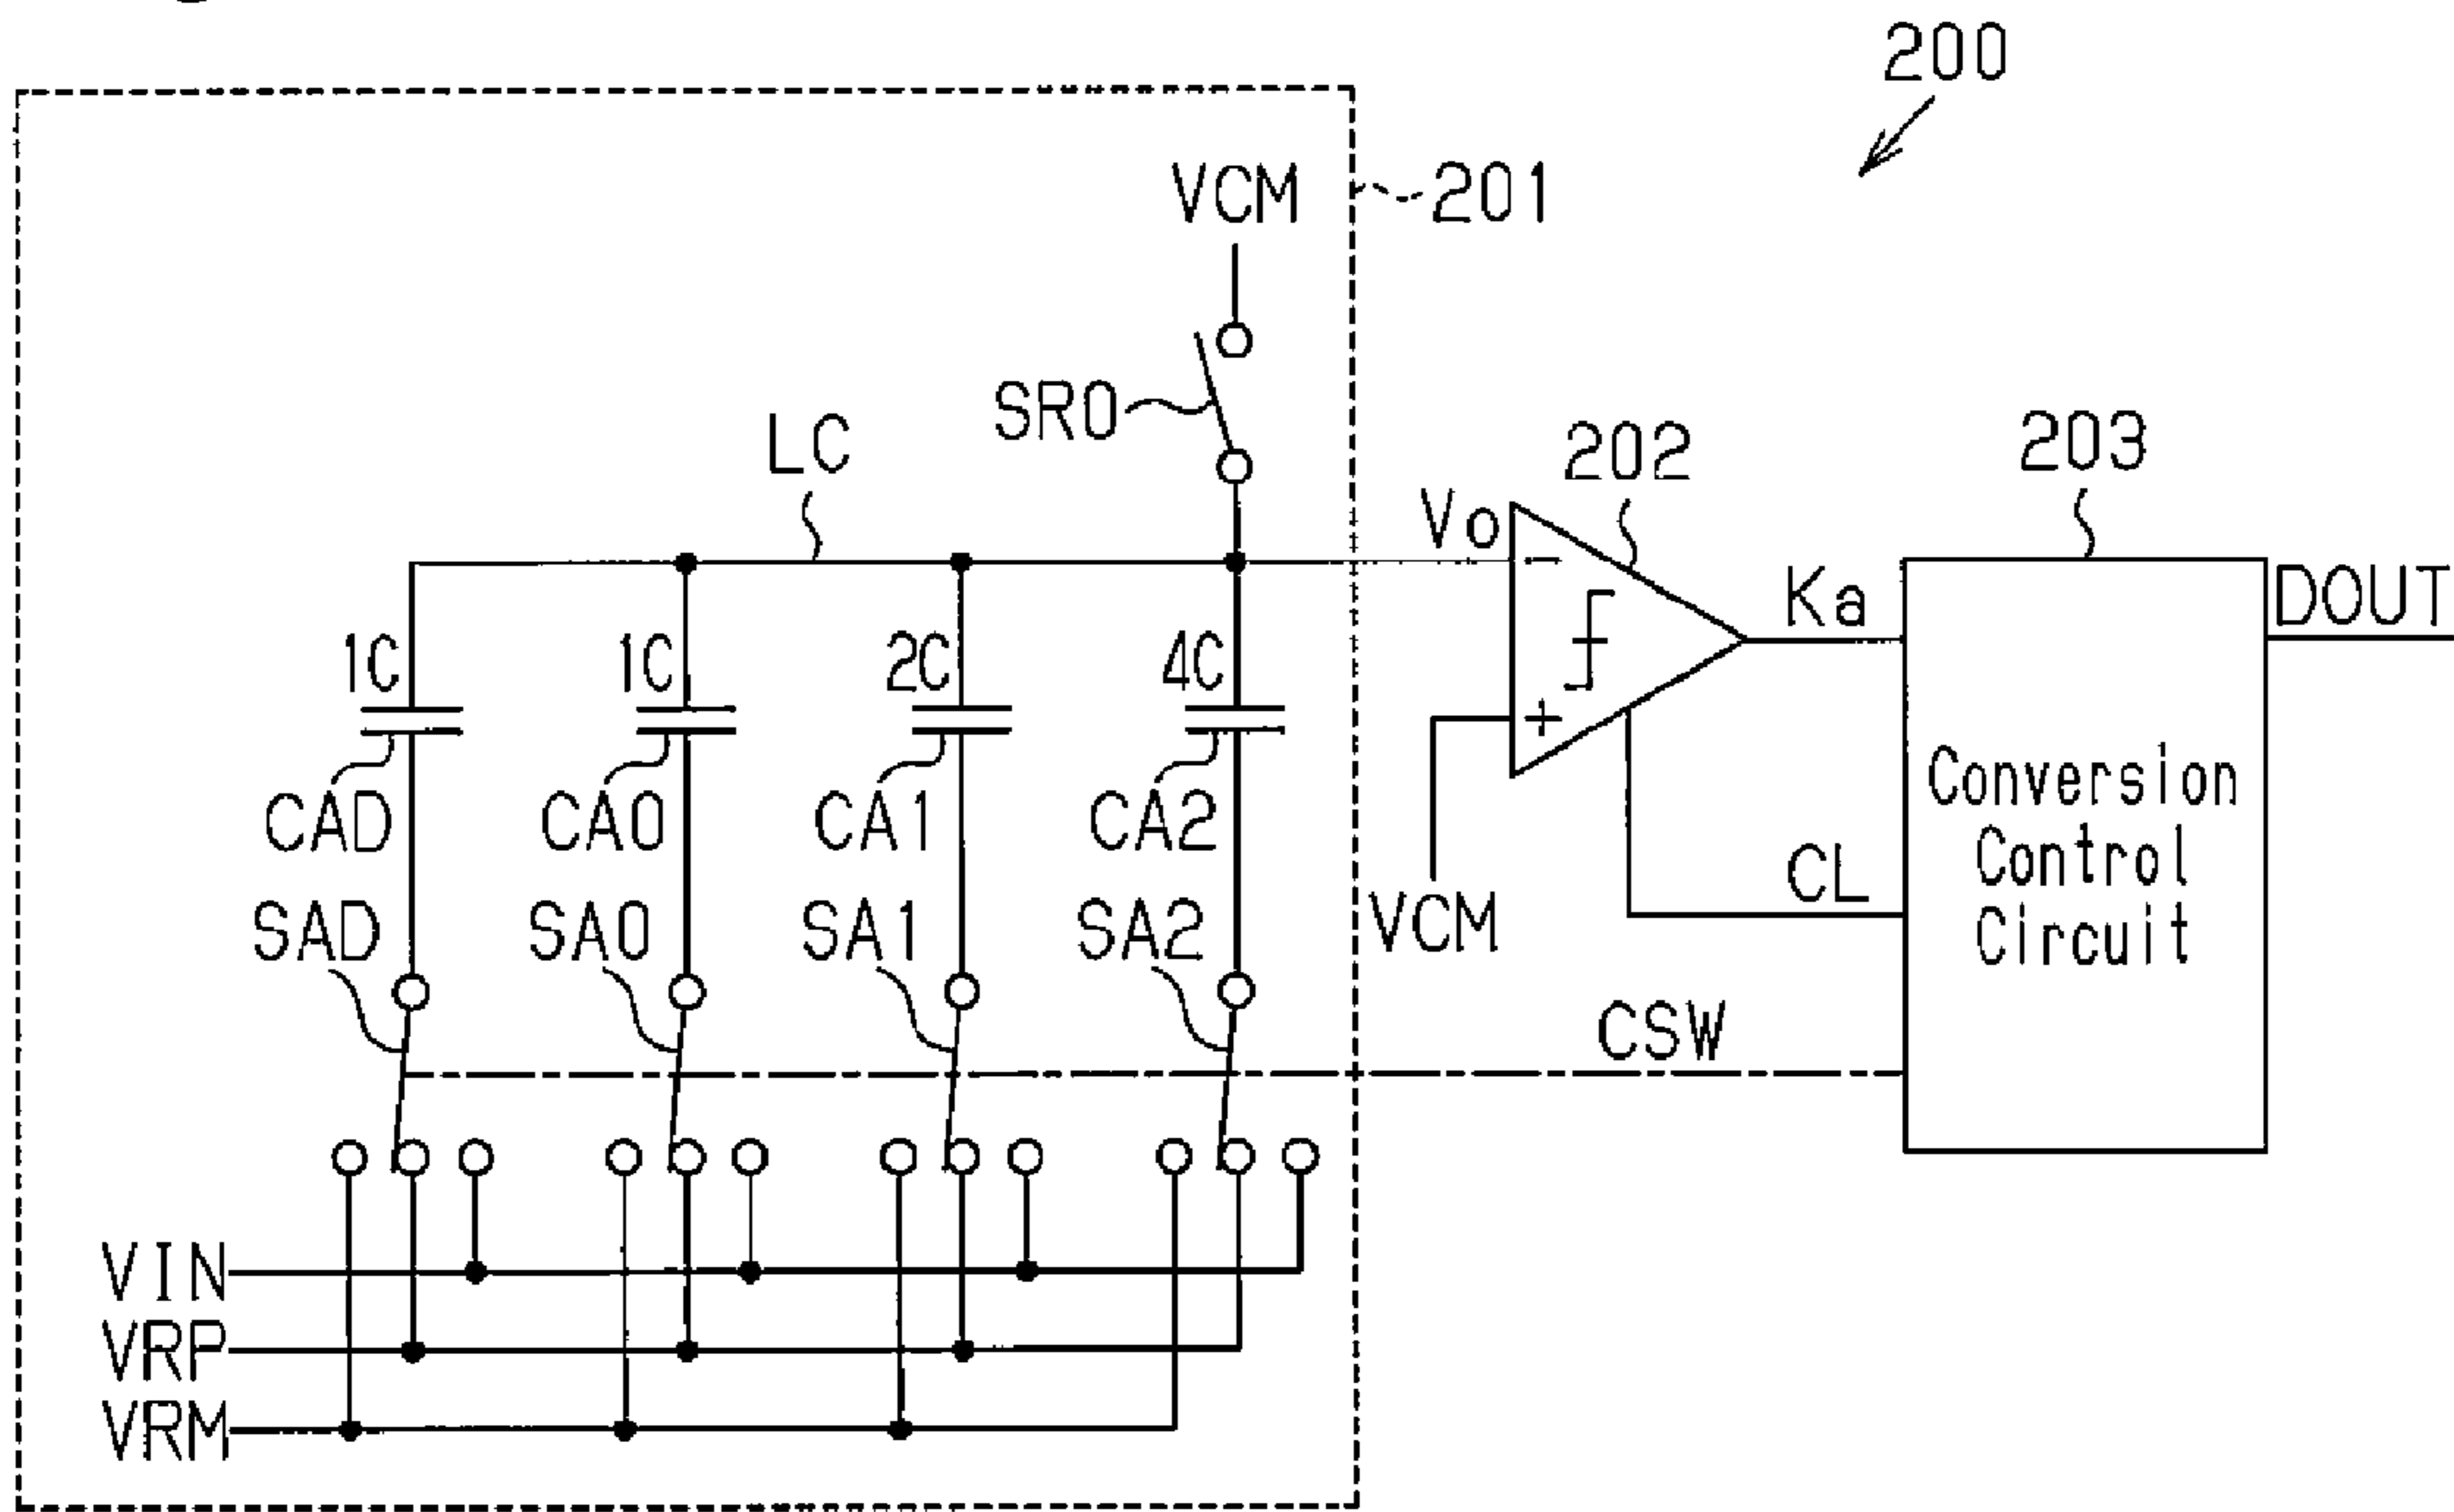 200
VCM
201
SR0
LC
202
203
Vo
Ka
DOUT
1C 1C 2C 4C
CAD CA0 CA1 CA2
Conversion
Control
Circuit
CL
VCM
SAD SA0 SA1 SA2
CSW
VIN
VRP
VRM